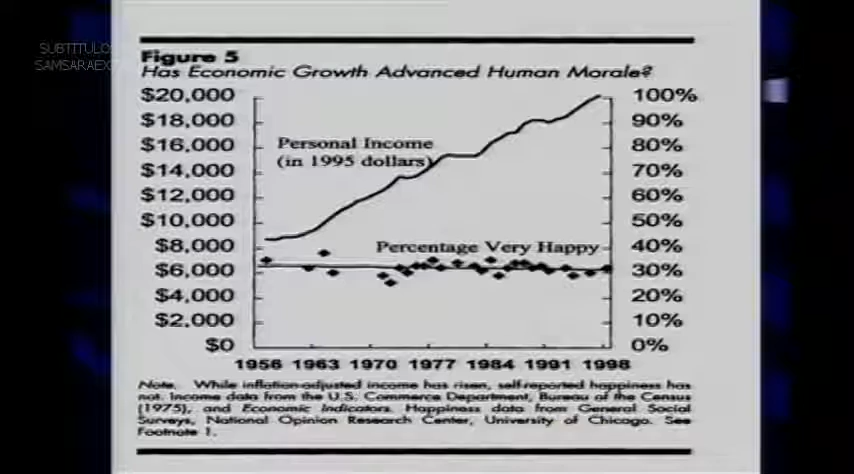 SUBTITULO:
SAMSARAEX
Figure 5
Has Economic Growth Advanced Human Morale?
$20,000 100%
$18,000 90%
$16,000 Personal Income 80%
(in 1995 dollars)
$14,000 70%
$12,000 60%
$10,000 50%
$8,000 Percentage Very Happy 40%
$6,000 30%
$4,000 20%
$2,000 10%
$0 0%
1956 1963 1970 1977 1984 1991 1998
Note. While inflation-adjusted income has risen, self-reported happiness has
not. Income data from the U.S. Commerce Department, Bureau of the Census
(1975), and Economic Indicators. Happiness data from General Social
Surveys, National Opinion Research Center, University of Chicago. See
Footnote 1.